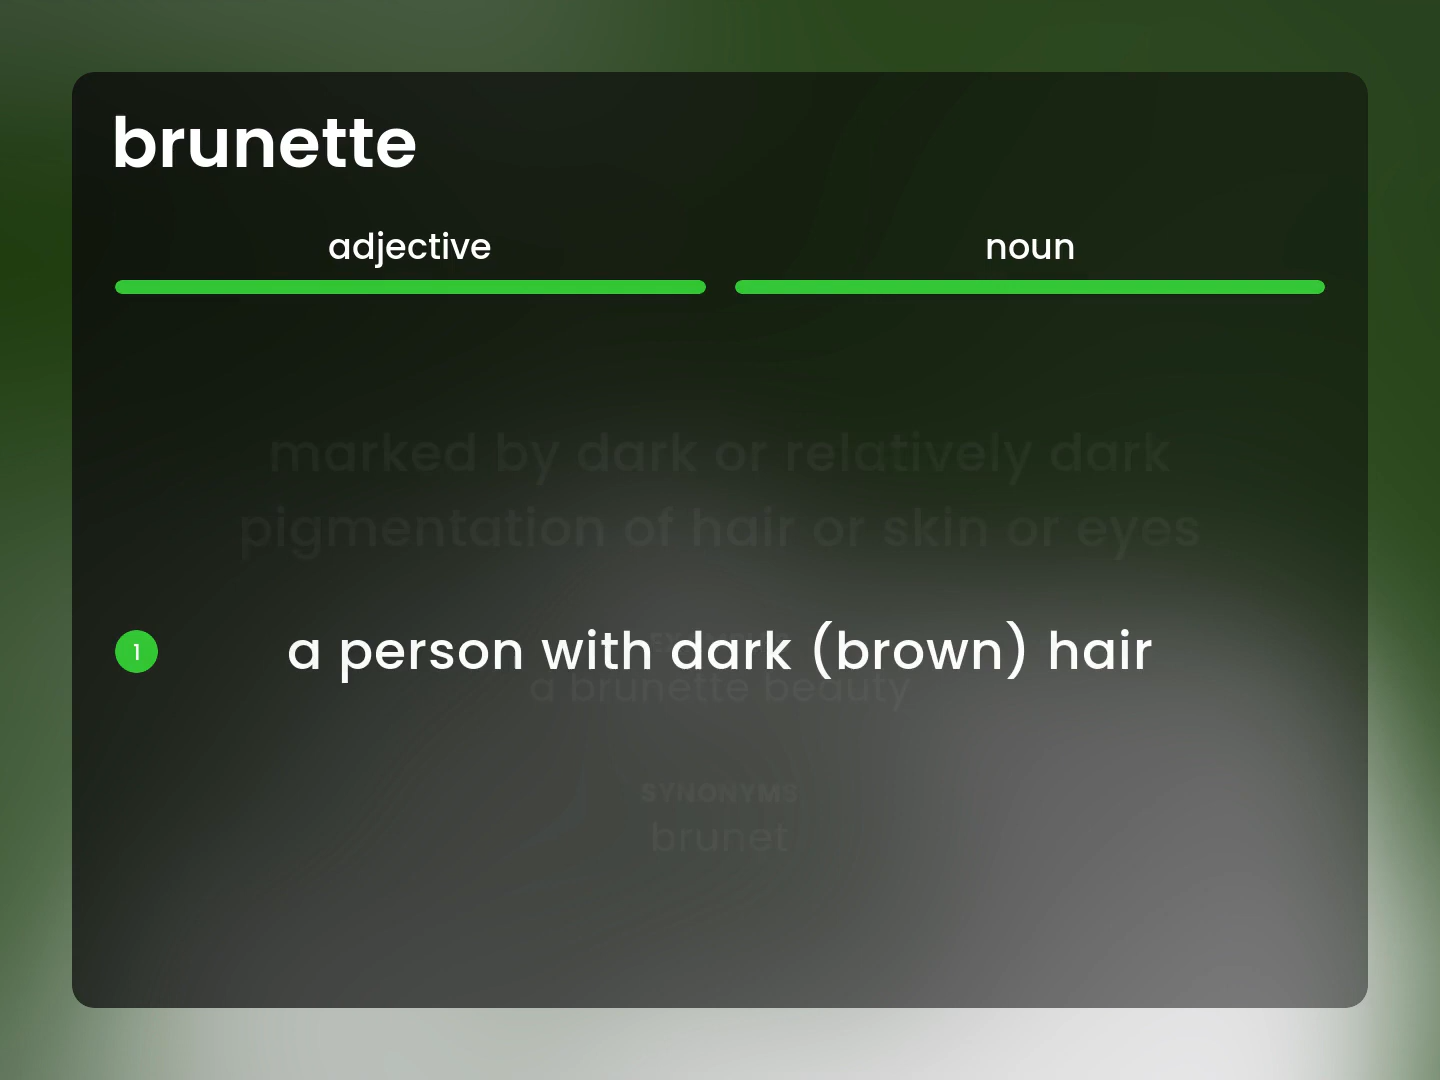 brunette
adjective
noun
marked by dark or relatively dark
pigmentation of hair or skin or eyes
1
a person with dark (brown) hair
a brunette beauty
SYNONYMS
brunet